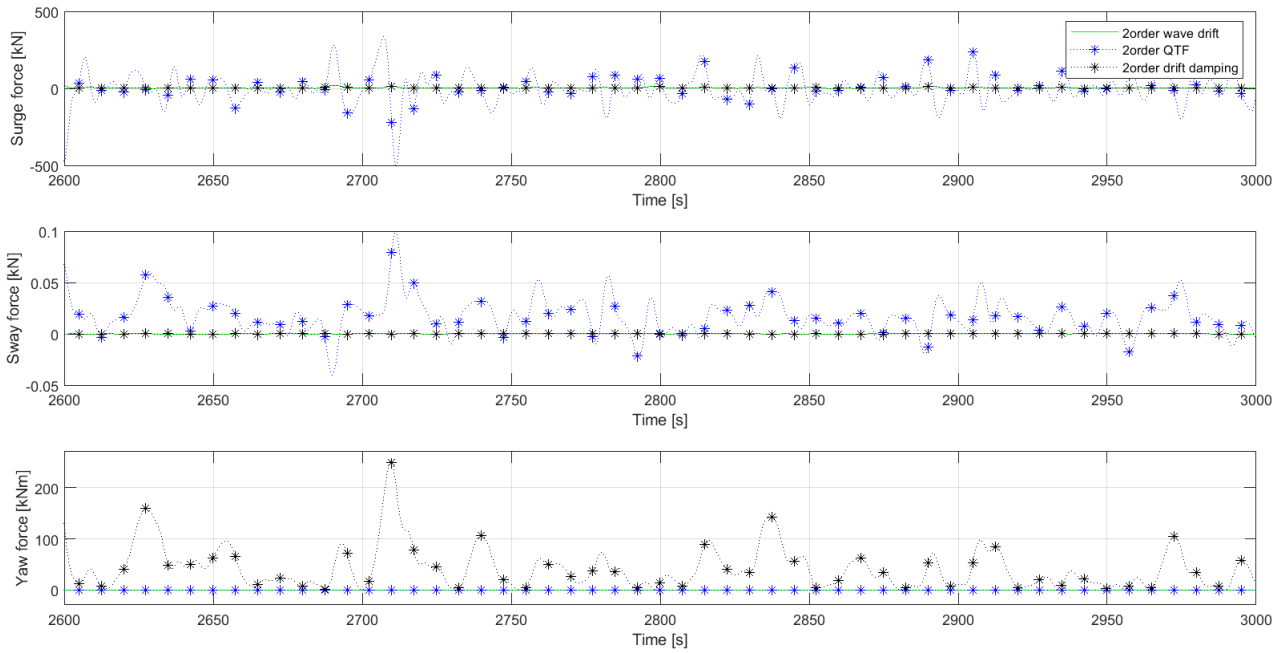 500
0
-500
Surge force [kN]
2600 2650 2700 2750 2800 2850 2900 2950 3000
Time [s]
2order wave drift
2order QTF
2order drift damping
0.1
0.05
0
-0.05
Sway force [kN]
2600 2650 2700 2750 2800 2850 2900 2950 3000
Time [s]
200
100
0
Yaw force [kNm]
2600 2650 2700 2750 2800 2850 2900 2950 3000
Time [s]